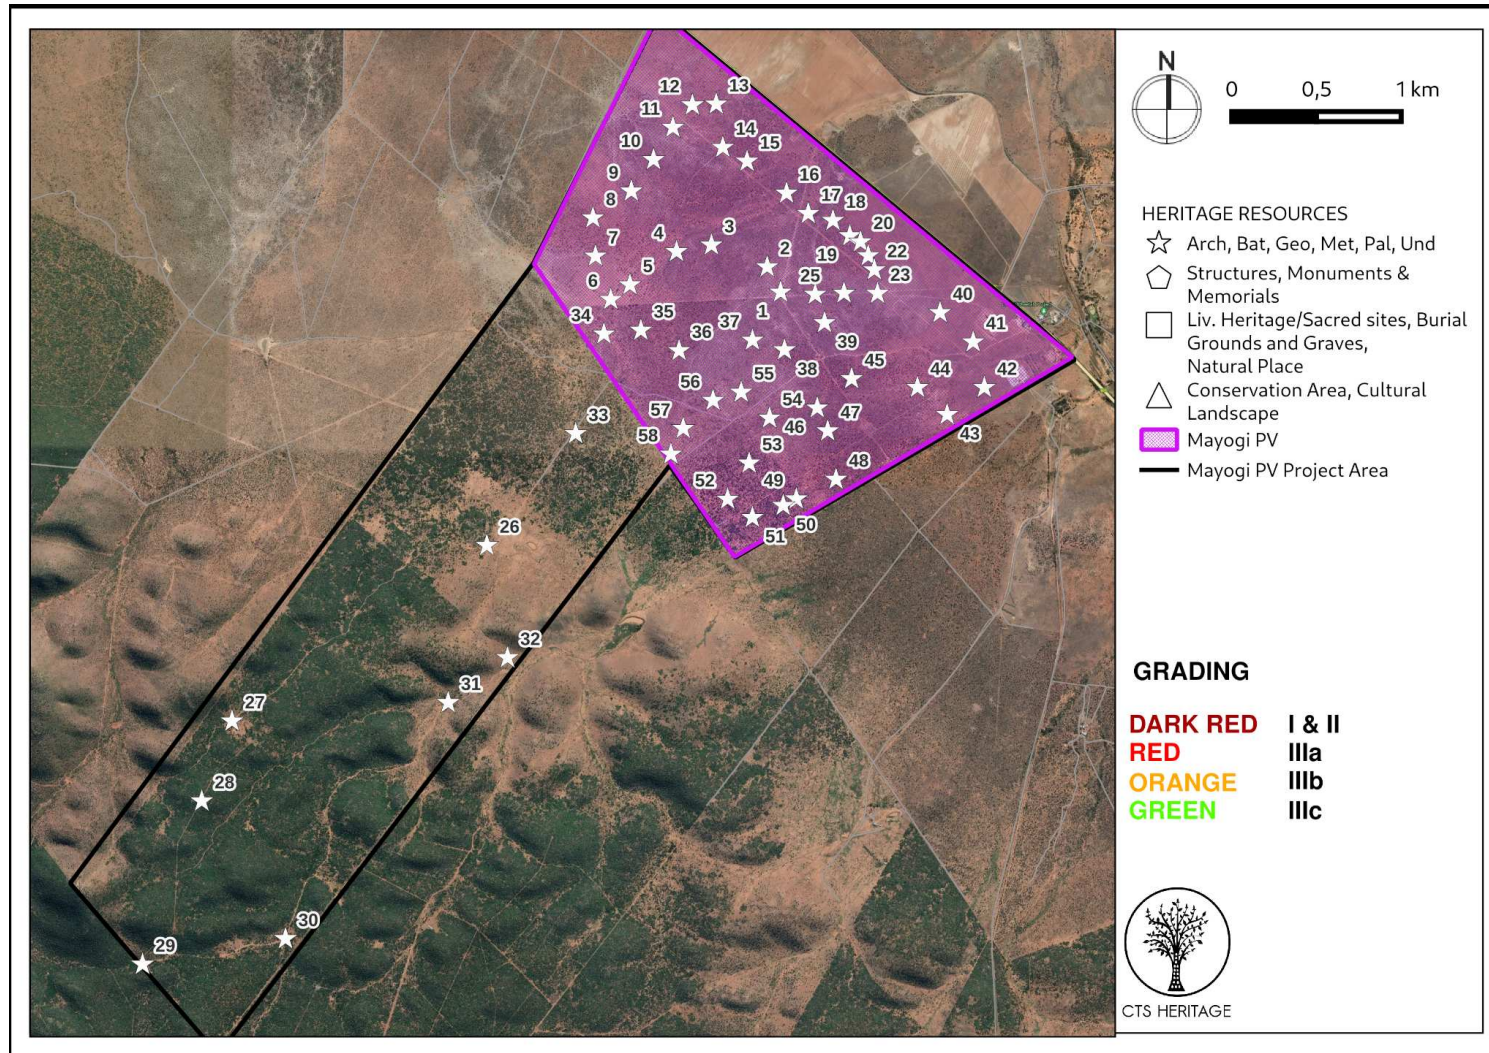 12
13
11
14
10
15
9
16
8
17
18
3
20
4
7
2
19
22
5
25
23
6
40
34
35
37
1
41
36
39
38
45
44
42
55
56
54
33
57
47
46
43
58
53
48
52
49
26
50
51
32
31
27
28
30
29
N
0 0,5 1 km
HERITAGE RESOURCES
Arch, Bat, Geo, Met, Pal, Und
Structures, Monuments &
Memorials
Liv. Heritage/Sacred sites, Burial
Grounds and Graves,
Natural Place
Conservation Area, Cultural
Landscape
Mayogi PV
Mayogi PV Project Area
GRADING
DARK RED I & II
RED IIIa
ORANGE IIIb
GREEN IIIc
CTS HERITAGE